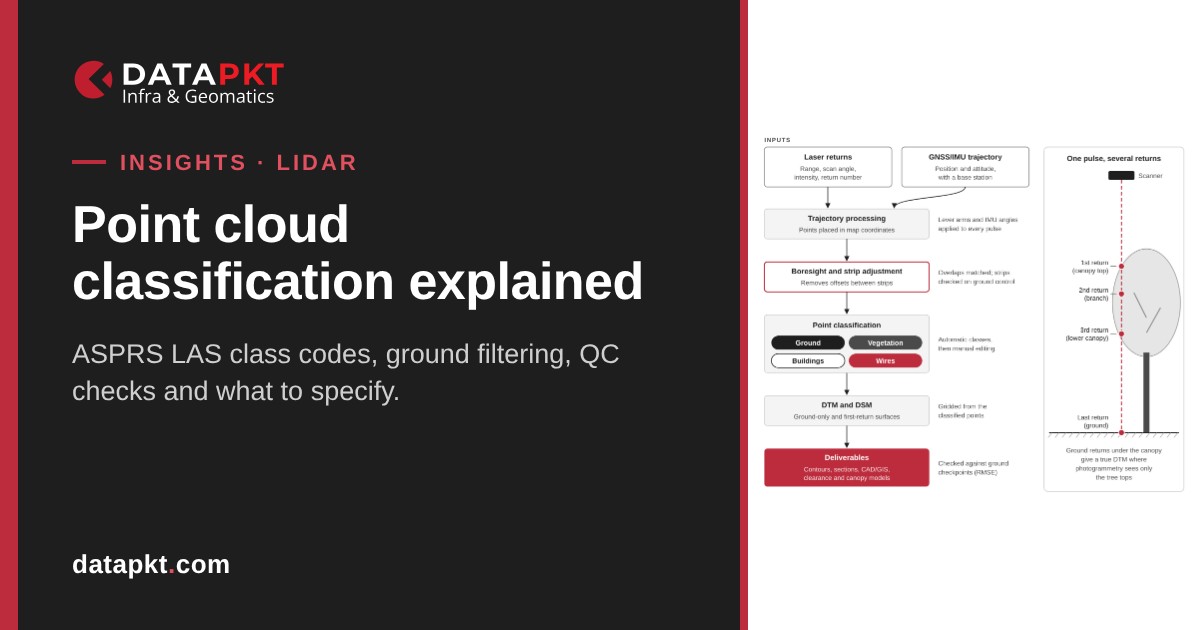 DATAPKT
Infra & Geomatics
INSIGHTS · LIDAR
Point cloud
classification explained
ASPRS LAS class codes, ground filtering, QC
checks and what to specify.
datapkt.com
INPUTS
Laser returns
Range, scan angle,
intensity, return number
GNSS/IMU trajectory
Position and attitude,
with a base station
Trajectory processing
Points placed in map coordinates
Lever arms and IMU angles
applied to every pulse
Boresight and strip adjustment
Removes offsets between strips
Overlaps matched; strips
checked on ground control
Point classification
Ground
Vegetation
Buildings
Wires
Automatic classes
then manual editing
DTM and DSM
Ground-only and first-return surfaces
Gridded from the
classified points
Deliverables
Contours, sections, CAD/GIS,
clearance and canopy models
Checked against ground
checkpoints (RMSE)
One pulse, several returns
Scanner
1st return
(canopy top)
2nd return
(branch)
3rd return
(lower canopy)
Last return
(ground)
Ground returns under the canopy
give a true DTM where
photogrammetry sees only
the tree tops